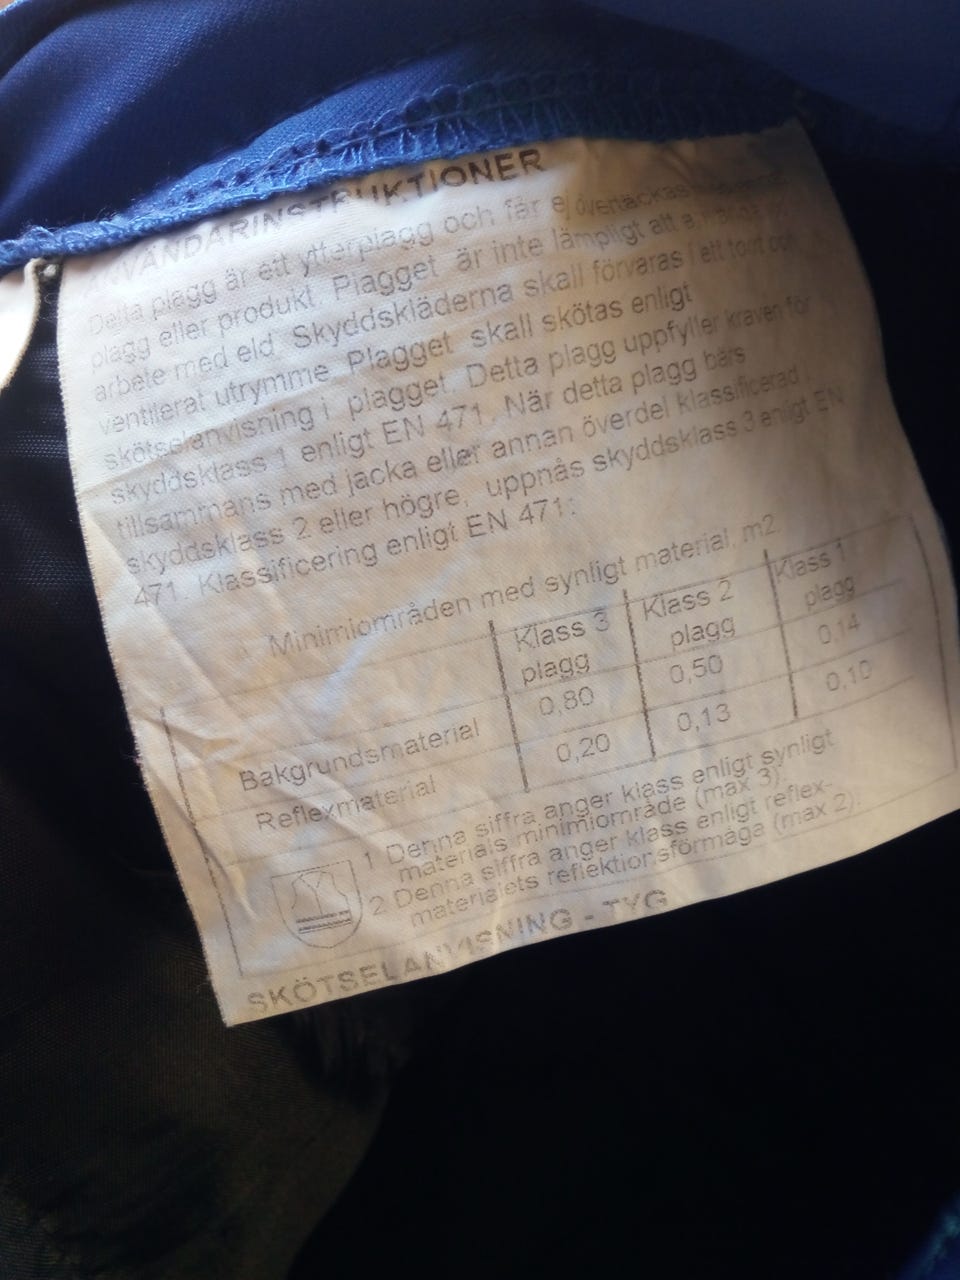 ANVÄNDARINSTRUKTIONER
Detta plagg är ett ytterplagg och får ej övertäckas
plagg eller produkt. Plagget är inte lämpligt att
arbete med eld. Skyddskläderna skall förvaras i ett torrt och
ventilerat utrymme. Plagget skall skötas enligt
skötselanvisning i plagget. Detta plagg uppfyller kraven för
skyddsklass 1 enligt EN 471. När detta plagg bärs
tillsammans med jacka eller annan överdel klassificerad i
skyddsklass 2 eller högre, uppnås skyddsklass 3 enligt EN
471. Klassificering enligt EN 471:
Minimiområden med synligt material, m2.
Klass 3 plagg Klass 2 plagg Klass 1 plagg
Bakgrundsmaterial 0,80 0,50 0,14
Reflexmaterial 0,20 0,13 0,10
1 Denna siffra anger klass enligt synligt
materials minimiområde (max 3).
2 Denna siffra anger klass enligt reflex-
materialets reflektionsförmåga (max 2).
SKÖTSELANVISNING - TYG